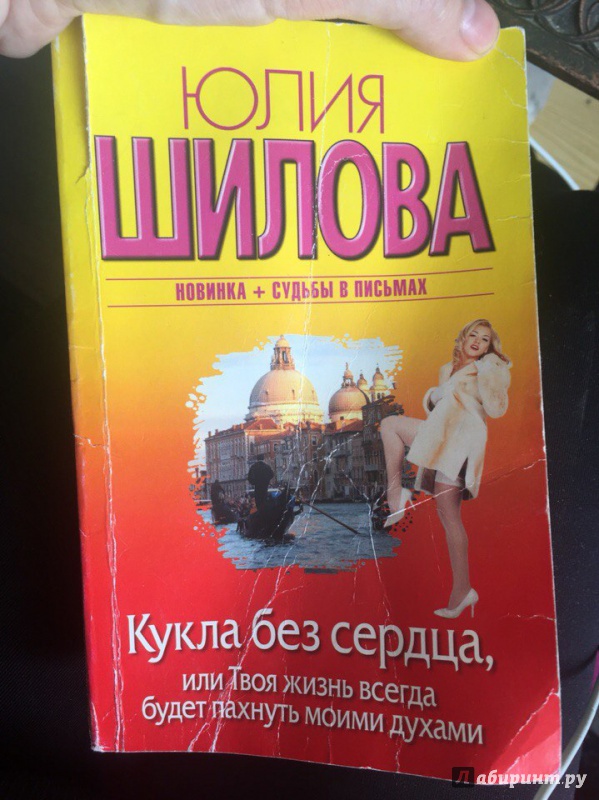 ЮЛИЯ
ШИЛОВА
НОВИНКА + СУДЬБЫ В ПИСЬМАХ
Кукла без сердца,
или Твоя жизнь всегда
будет пахнуть моими духами
Лабиринт.ру